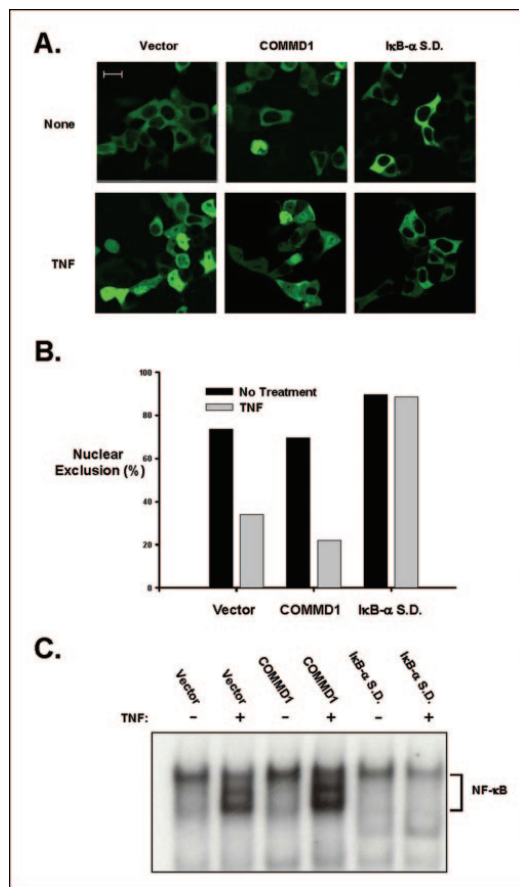 A.
Vector COMMD1 IκB-α S.D.
None
TNF
B.
100
80
60
40
20
0
Nuclear
Exclusion (%)
No Treatment
TNF
Vector COMMD1 IκB-α S.D.
C.
Vector Vector COMMD1 COMMD1 IκB-α S.D. IκB-α S.D.
TNF: – + – + – +
NF-κB